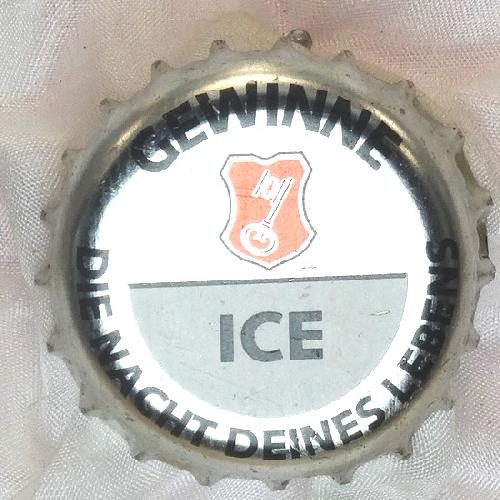 GEWINNE
ICE
DIE NACHT DEINES LEBENS